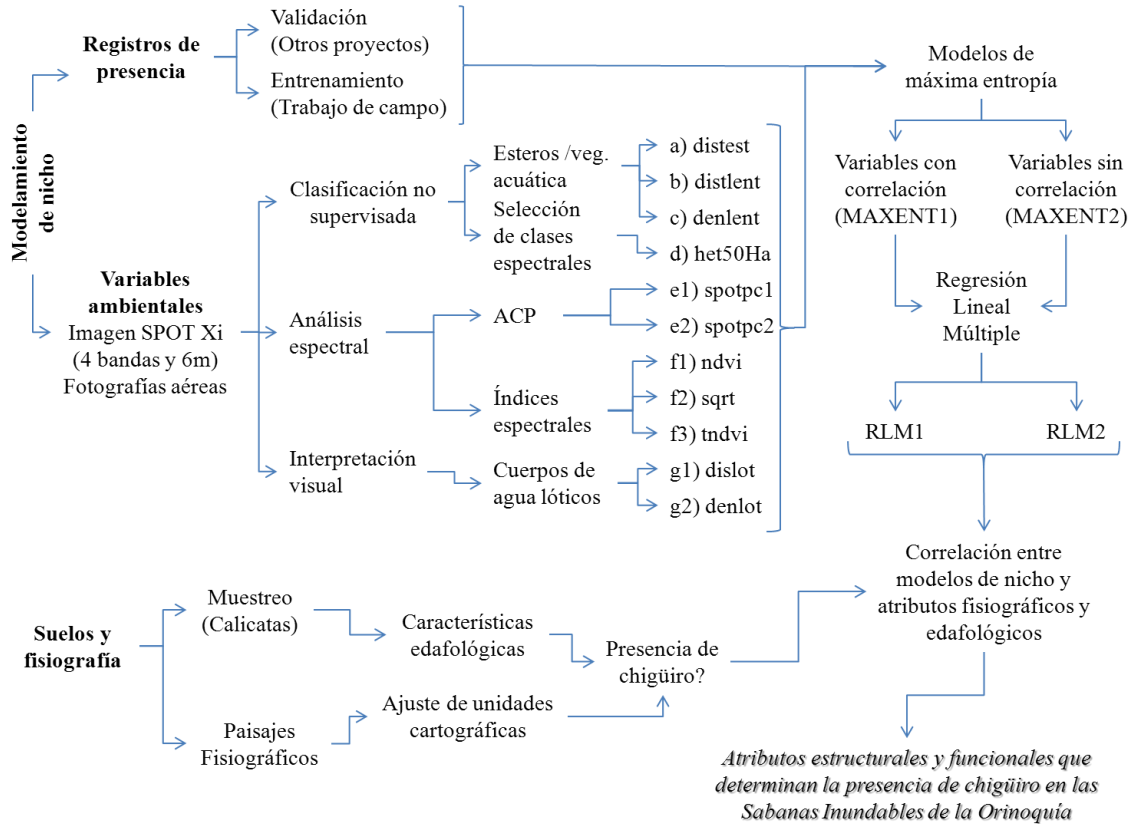 Modelamiento
de nicho
Registros de
presencia
Validación
(Otros proyectos)
Entrenamiento
(Trabajo de campo)
Variables
ambientales
Imagen SPOT Xi
(4 bandas y 6m)
Fotografías aéreas
Clasificación no
supervisada
Esteros /veg.
acuática
Selección
de clases
espectrales
a) distest
b) distlent
c) denlent
d) het50Ha
Análisis
espectral
ACP
e1) spotpc1
e2) spotpc2
Índices
espectrales
f1) ndvi
f2) sqrt
f3) tndvi
Interpretación
visual
Cuerpos de
agua lóticos
g1) dislot
g2) denlot
Modelos de
máxima entropía
Variables con
correlación
(MAXENT1)
Variables sin
correlación
(MAXENT2)
Regresión
Lineal
Múltiple
RLM1
RLM2
Suelos y
fisiografía
Muestreo
(Calicatas)
Características
edafológicas
Paisajes
Fisiográficos
Ajuste de unidades
cartográficas
Presencia de
chigüiro?
Correlación entre
modelos de nicho y
atributos fisiográficos y
edafológicos
Atributos estructurales y funcionales que
determinan la presencia de chigüiro en las
Sabanas Inundables de la Orinoquía